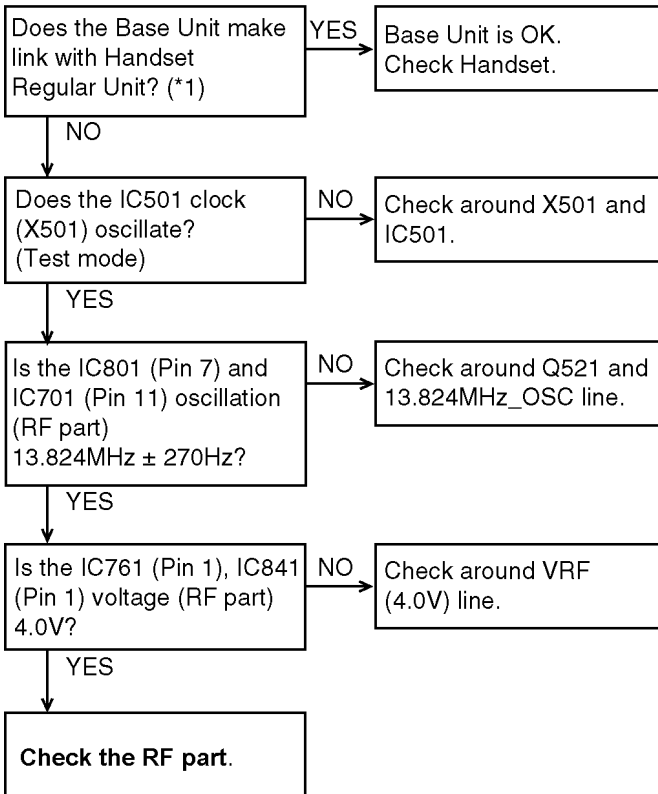 Does the Base Unit make
link with Handset
Regular Unit? (*1)
YES
Base Unit is OK.
Check Handset.
NO
Does the IC501 clock
(X501) oscillate?
(Test mode)
NO
Check around X501 and
IC501.
YES
Is the IC801 (Pin 7) and
IC701 (Pin 11) oscillation
(RF part)
13.824MHz ± 270Hz?
NO
Check around Q521 and
13.824MHz_OSC line.
YES
Is the IC761 (Pin 1), IC841
(Pin 1) voltage (RF part)
4.0V?
NO
Check around VRF
(4.0V) line.
YES
Check the RF part.